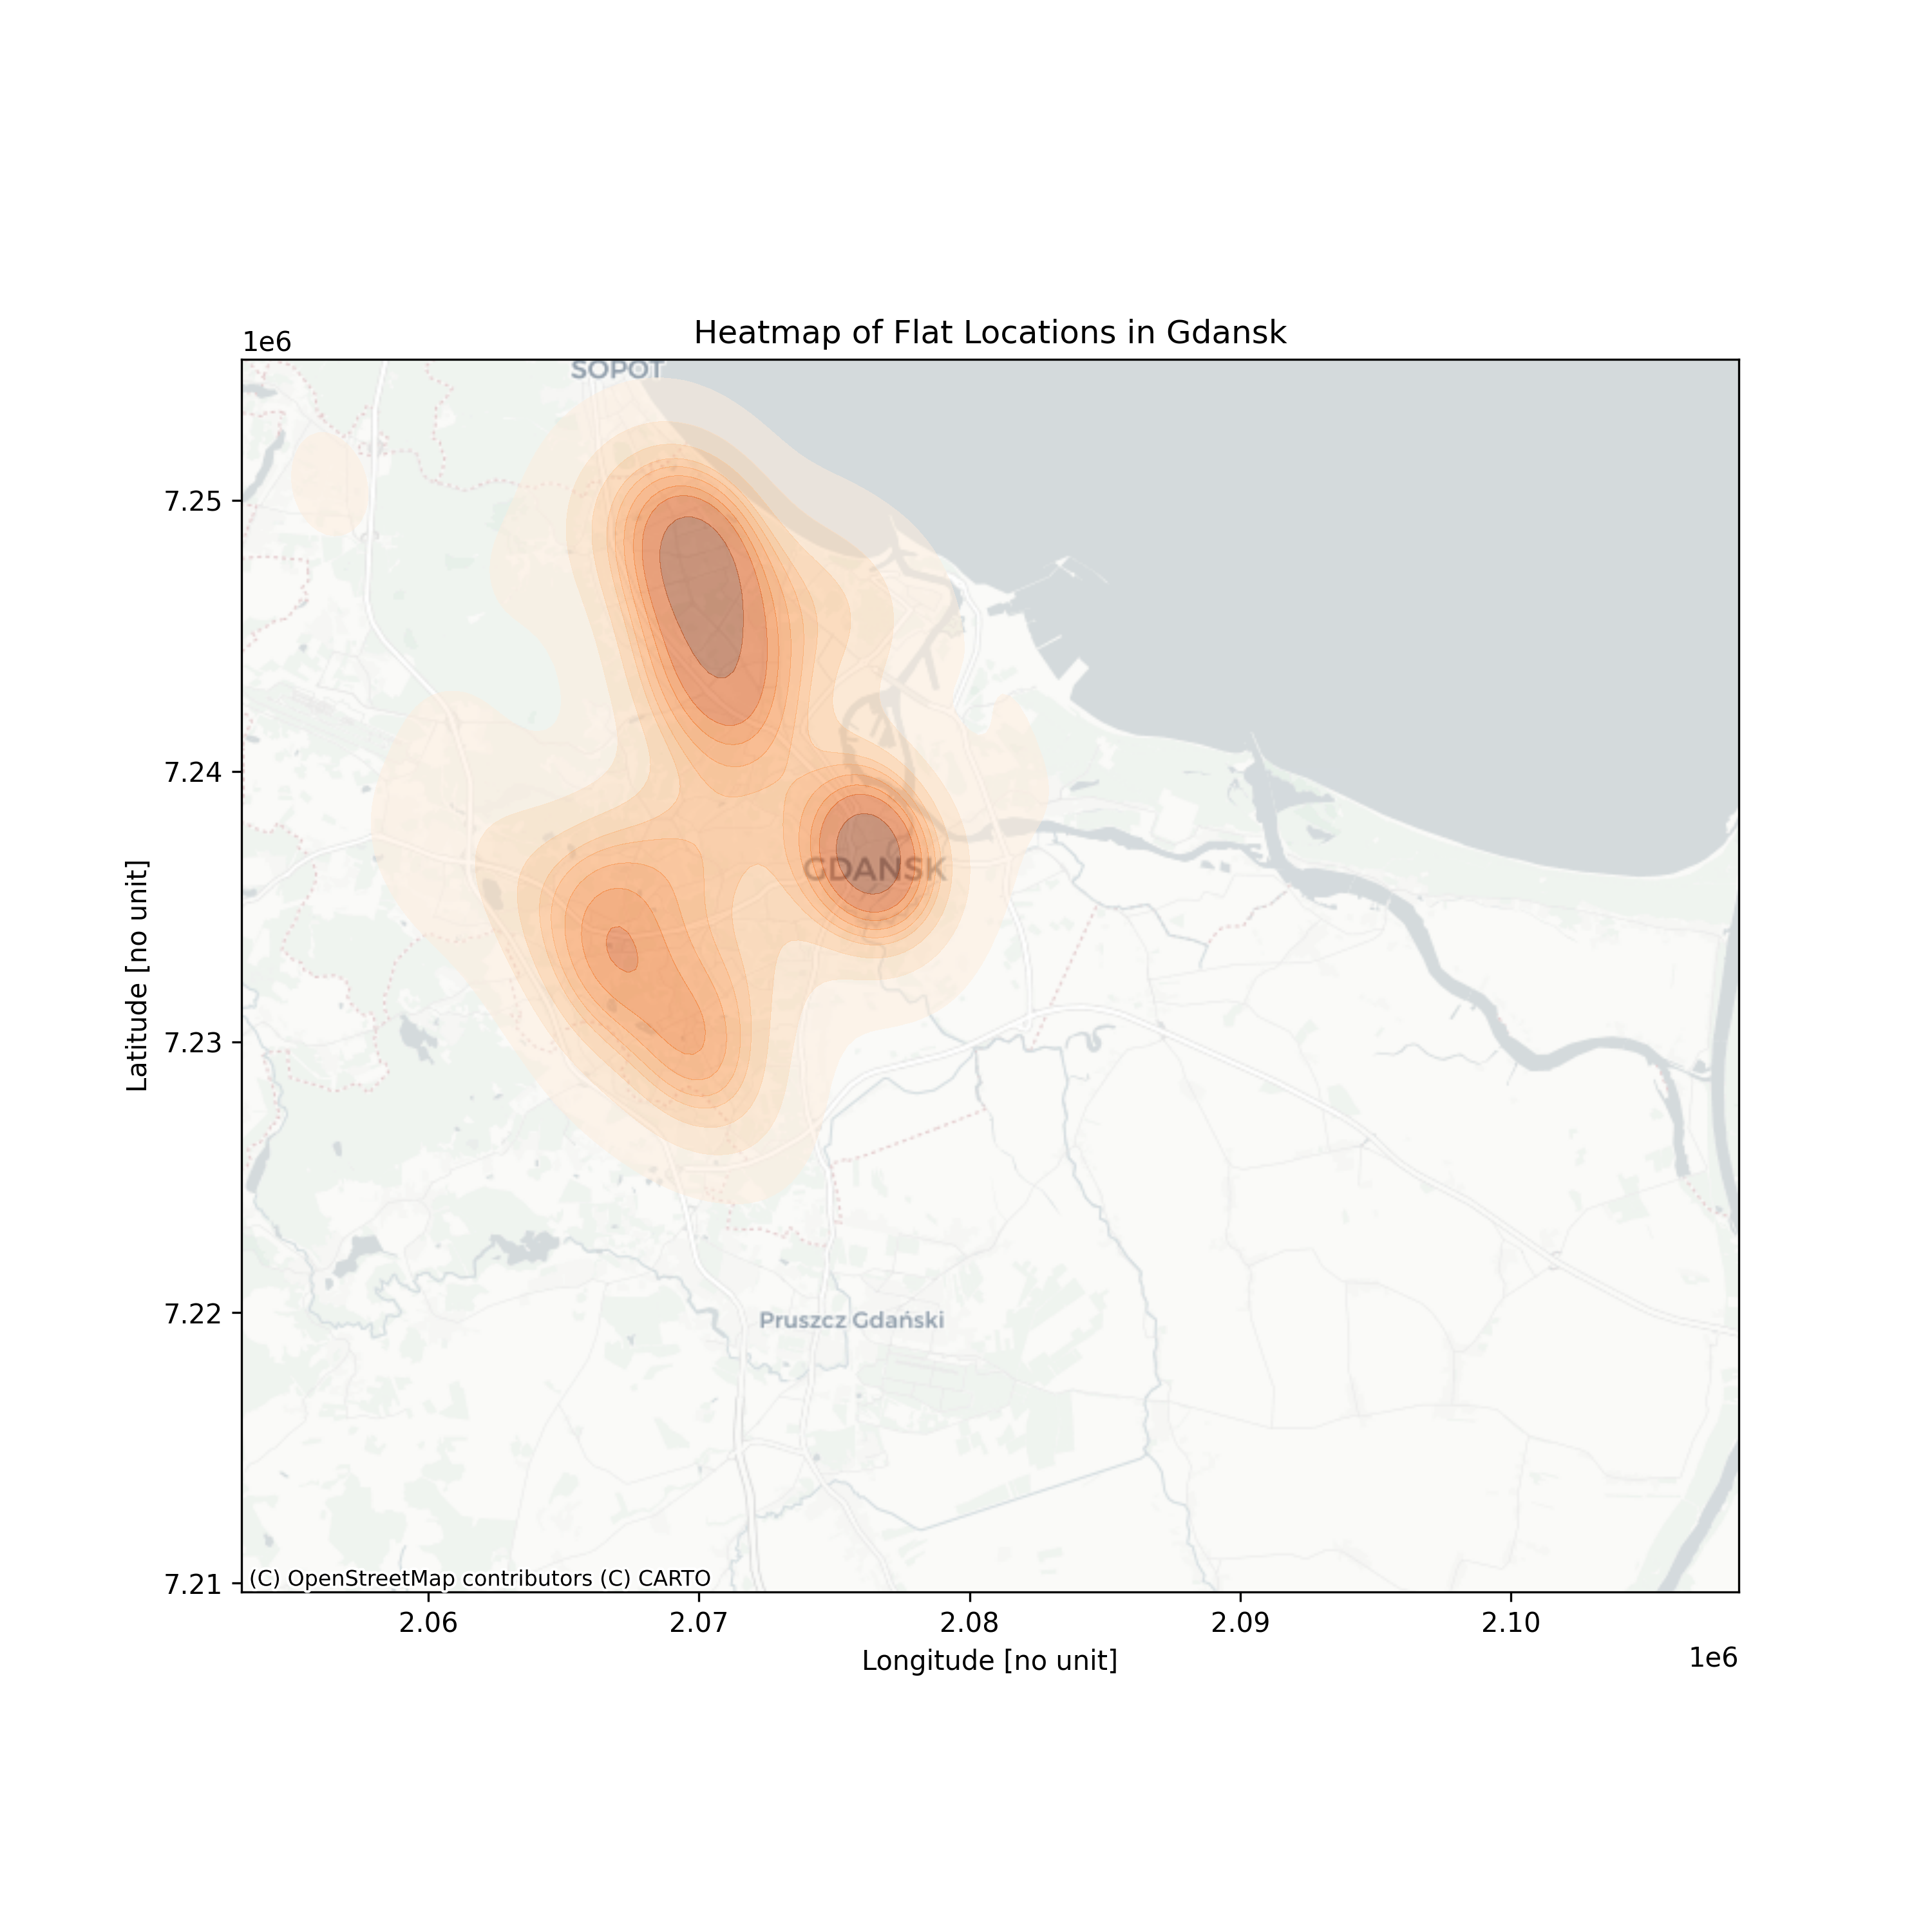 Heatmap of Flat Locations in Gdansk
1e6
SOPOT
7.25
7.24
GDANSK
7.23
7.22
Pruszcz Gdański
7.21
(C) OpenStreetMap contributors (C) CARTO
2.06 2.07 2.08 2.09 2.10
Longitude [no unit]
1e6
Latitude [no unit]